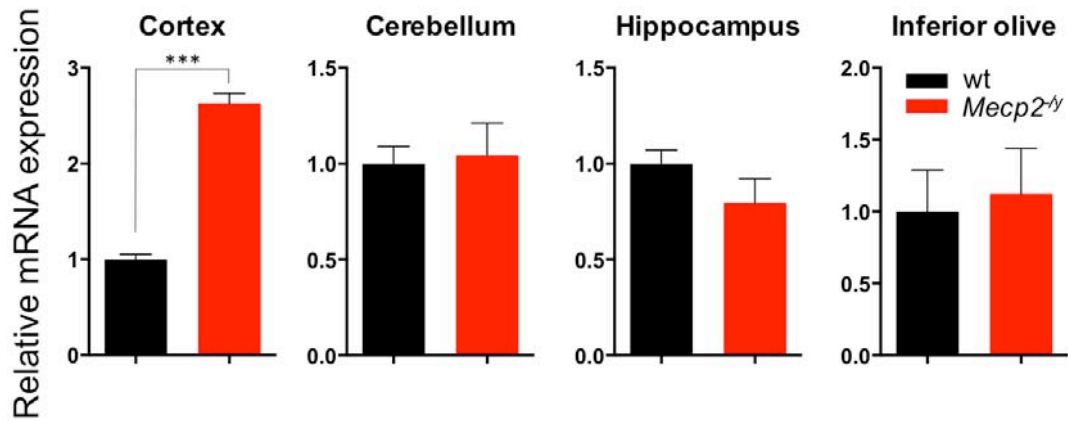 Relative mRNA expression
Cortex
***
3
2
1
0
Cerebellum
1.5
1.0
0.5
0.0
Hippocampus
1.5
1.0
0.5
0.0
Inferior olive
2.0
1.5
1.0
0.5
0.0
wt
Mecp2-/y